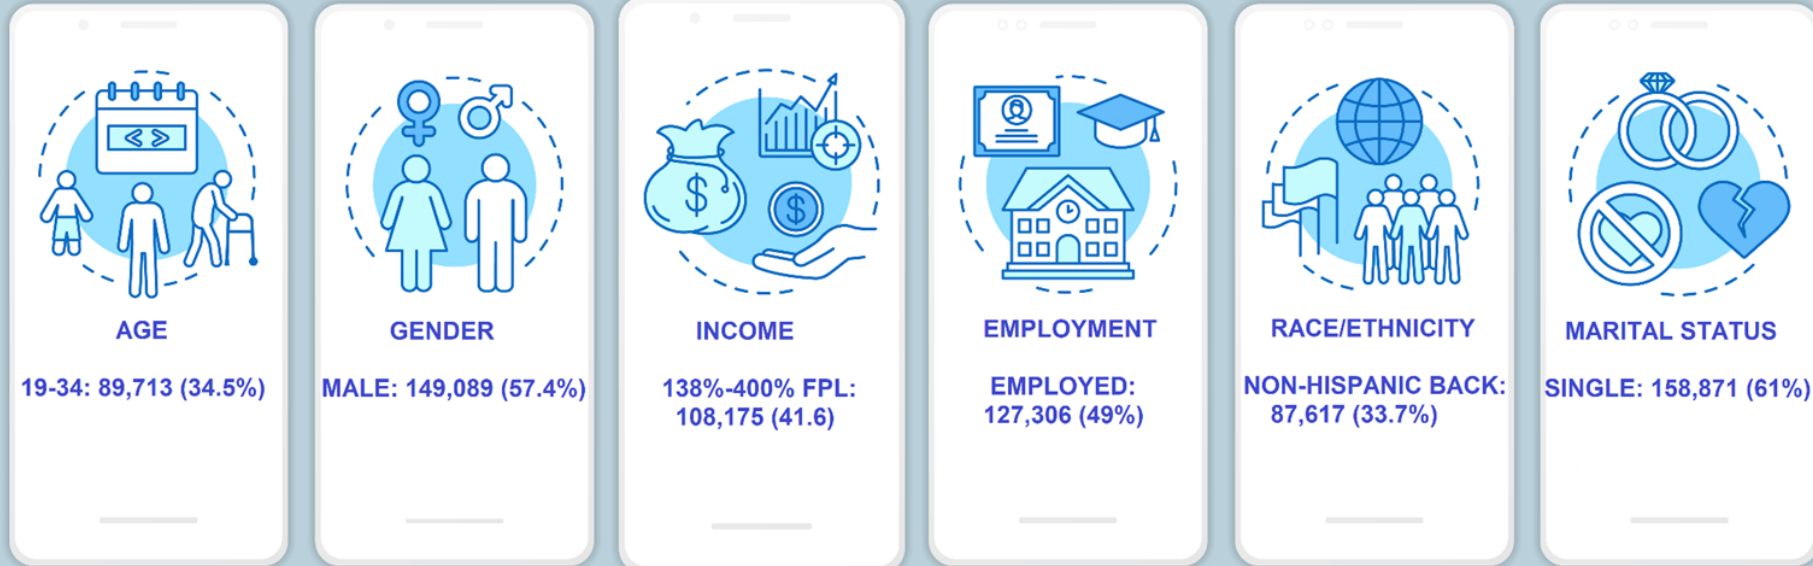 AGE
19-34: 89,713 (34.5%)
GENDER
MALE: 149,089 (57.4%)
$
$
INCOME
138%-400% FPL:
108,175 (41.6)
EMPLOYMENT
EMPLOYED:
127,306 (49%)
RACE/ETHNICITY
NON-HISPANIC BACK:
87,617 (33.7%)
MARITAL STATUS
SINGLE: 158,871 (61%)